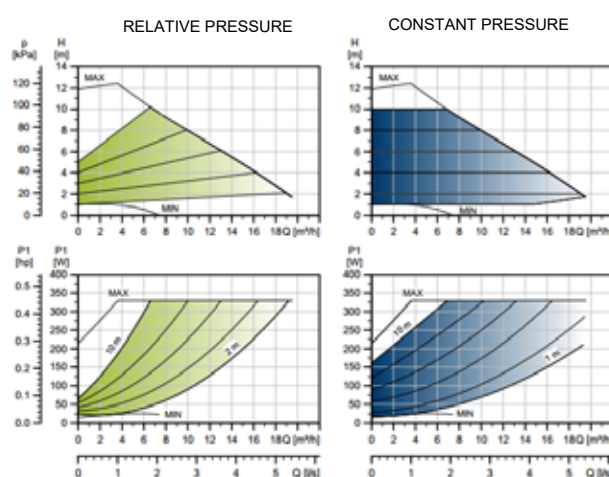 RELATIVE PRESSURE
CONSTANT PRESSURE
p
[kPa]
H
[m]
H
[m]
120
100
80
60
40
20
0
14
12
10
8
6
4
2
0
MAX
MIN
0 2 4 6 8 10 12 14 16 18 Q [m³/h]
14
12
10
8
6
4
2
0
MAX
MIN
0 2 4 6 8 10 12 14 16 18 Q [m³/h]
P1
[hp]
P1
[W]
P1
[W]
0.5
0.4
0.3
0.2
0.1
0.0
400
350
300
250
200
150
100
50
0
MAX
10 m
2 m
MIN
0 2 4 6 8 10 12 14 16 18 Q [m³/h]
400
350
300
250
200
150
100
50
0
MAX
10 m
1 m
MIN
0 2 4 6 8 10 12 14 16 18 Q [m³/h]
0 1 2 3 4 5 Q [l/s]
0 1 2 3 4 5 Q [l/s]